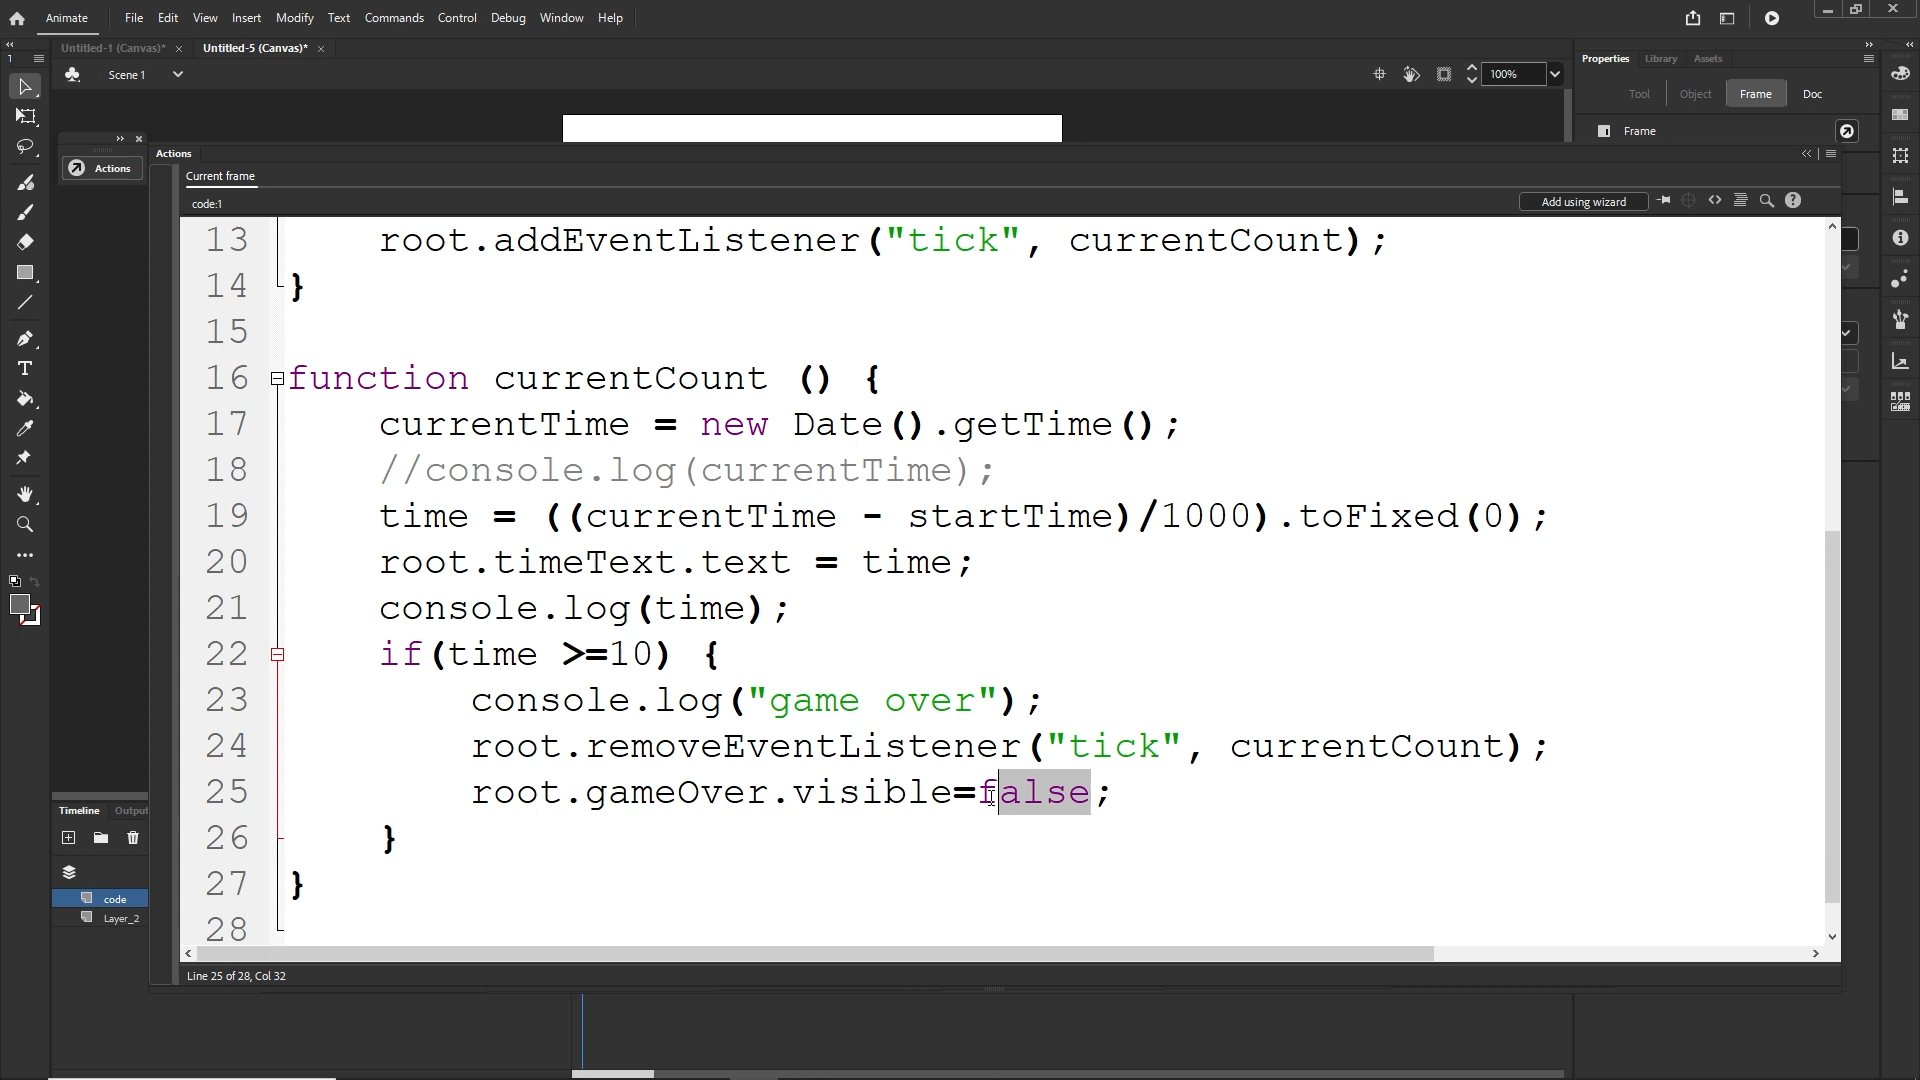 Animate File Edit View Insert Modify Text Commands Control Debug Window Help
Untitled-1 (Canvas)* × Untitled-5 (Canvas)* ×
Scene 1
100%
Properties Library Assets
Tool Object Frame Doc
Frame
Actions
Actions
Current frame
code:1
Add using wizard
13 root.addEventListener("tick", currentCount);
14 }
15
16 function currentCount () {
17 currentTime = new Date().getTime();
18 //console.log(currentTime);
19 time = ((currentTime - startTime)/1000).toFixed(0);
20 root.timeText.text = time;
21 console.log(time);
22 if(time >=10) {
23 console.log("game over");
24 root.removeEventListener("tick", currentCount);
25 root.gameOver.visible=false;
26 }
27 }
28
Line 25 of 28, Col 32
Timeline Output
code
Layer_2